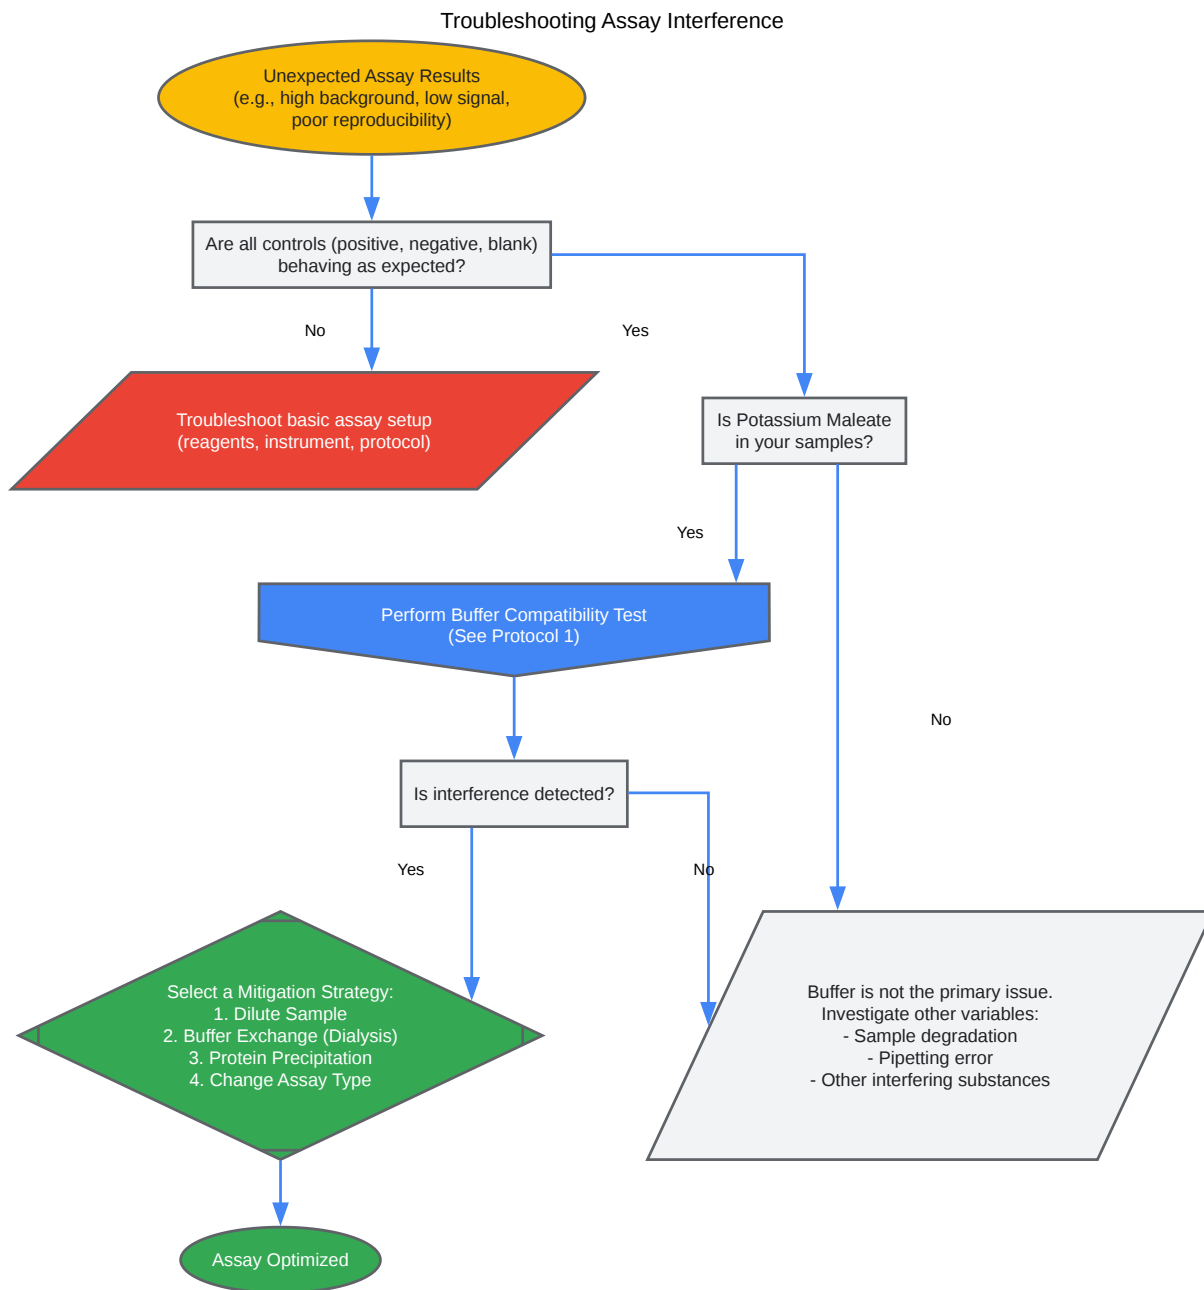 Troubleshooting Assay Interference
Unexpected Assay Results
(e.g., high background, low signal,
poor reproducibility)
Are all controls (positive, negative, blank)
behaving as expected?
No
Yes
Troubleshoot basic assay setup
(reagents, instrument, protocol)
Is Potassium Maleate
in your samples?
Yes
Perform Buffer Compatibility Test
(See Protocol 1)
No
Is interference detected?
Yes
No
Select a Mitigation Strategy:
1. Dilute Sample
2. Buffer Exchange (Dialysis)
3. Protein Precipitation
4. Change Assay Type
Buffer is not the primary issue.
Investigate other variables:
- Sample degradation
- Pipetting error
- Other interfering substances
Assay Optimized